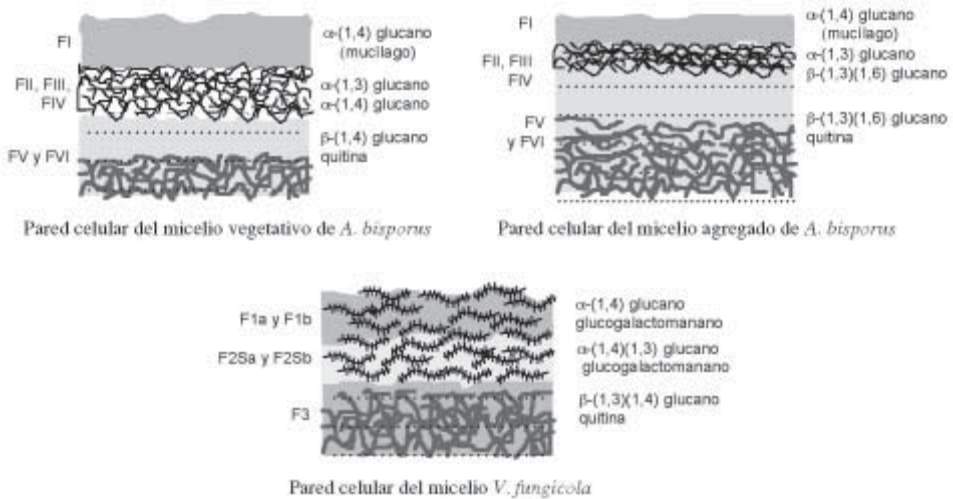 FI
α-(1,4) glucano
(mucilago)
FII, FIII,
FIV
α-(1,3) glucano
α-(1,4) glucano
β-(1,4) glucano
quitina
FV y FVI
Pared celular del micelio vegetativo de A. bisporus
FI
α-(1,4) glucano
(mucilago)
FII, FIII
FIV
α-(1,3) glucano
β-(1,3)(1,6) glucano
FV
y FVI
β-(1,3)(1,6) glucano
quitina
Pared celular del micelio agregado de A. bisporus
F1a y F1b
α-(1,4) glucano
glucogalactomanano
F2Sa y F2Sb
α-(1,4)(1,3) glucano
glucogalactomanano
F3
β-(1,3)(1,4) glucano
quitina
Pared celular del micelio V. fungicola